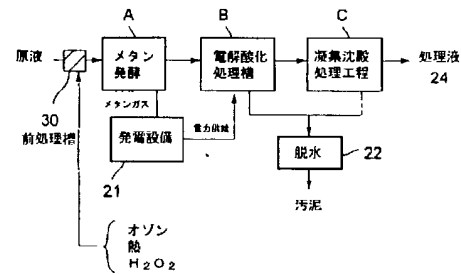 A
B
C
原液
メタン
発酵
電解酸化
処理槽
凝集沈殿
処理工程
処理液
24
30
前処理槽
メタンガス
発電設備
電力供給
21
脱水
22
汚泥
オゾン
熱
H2O2